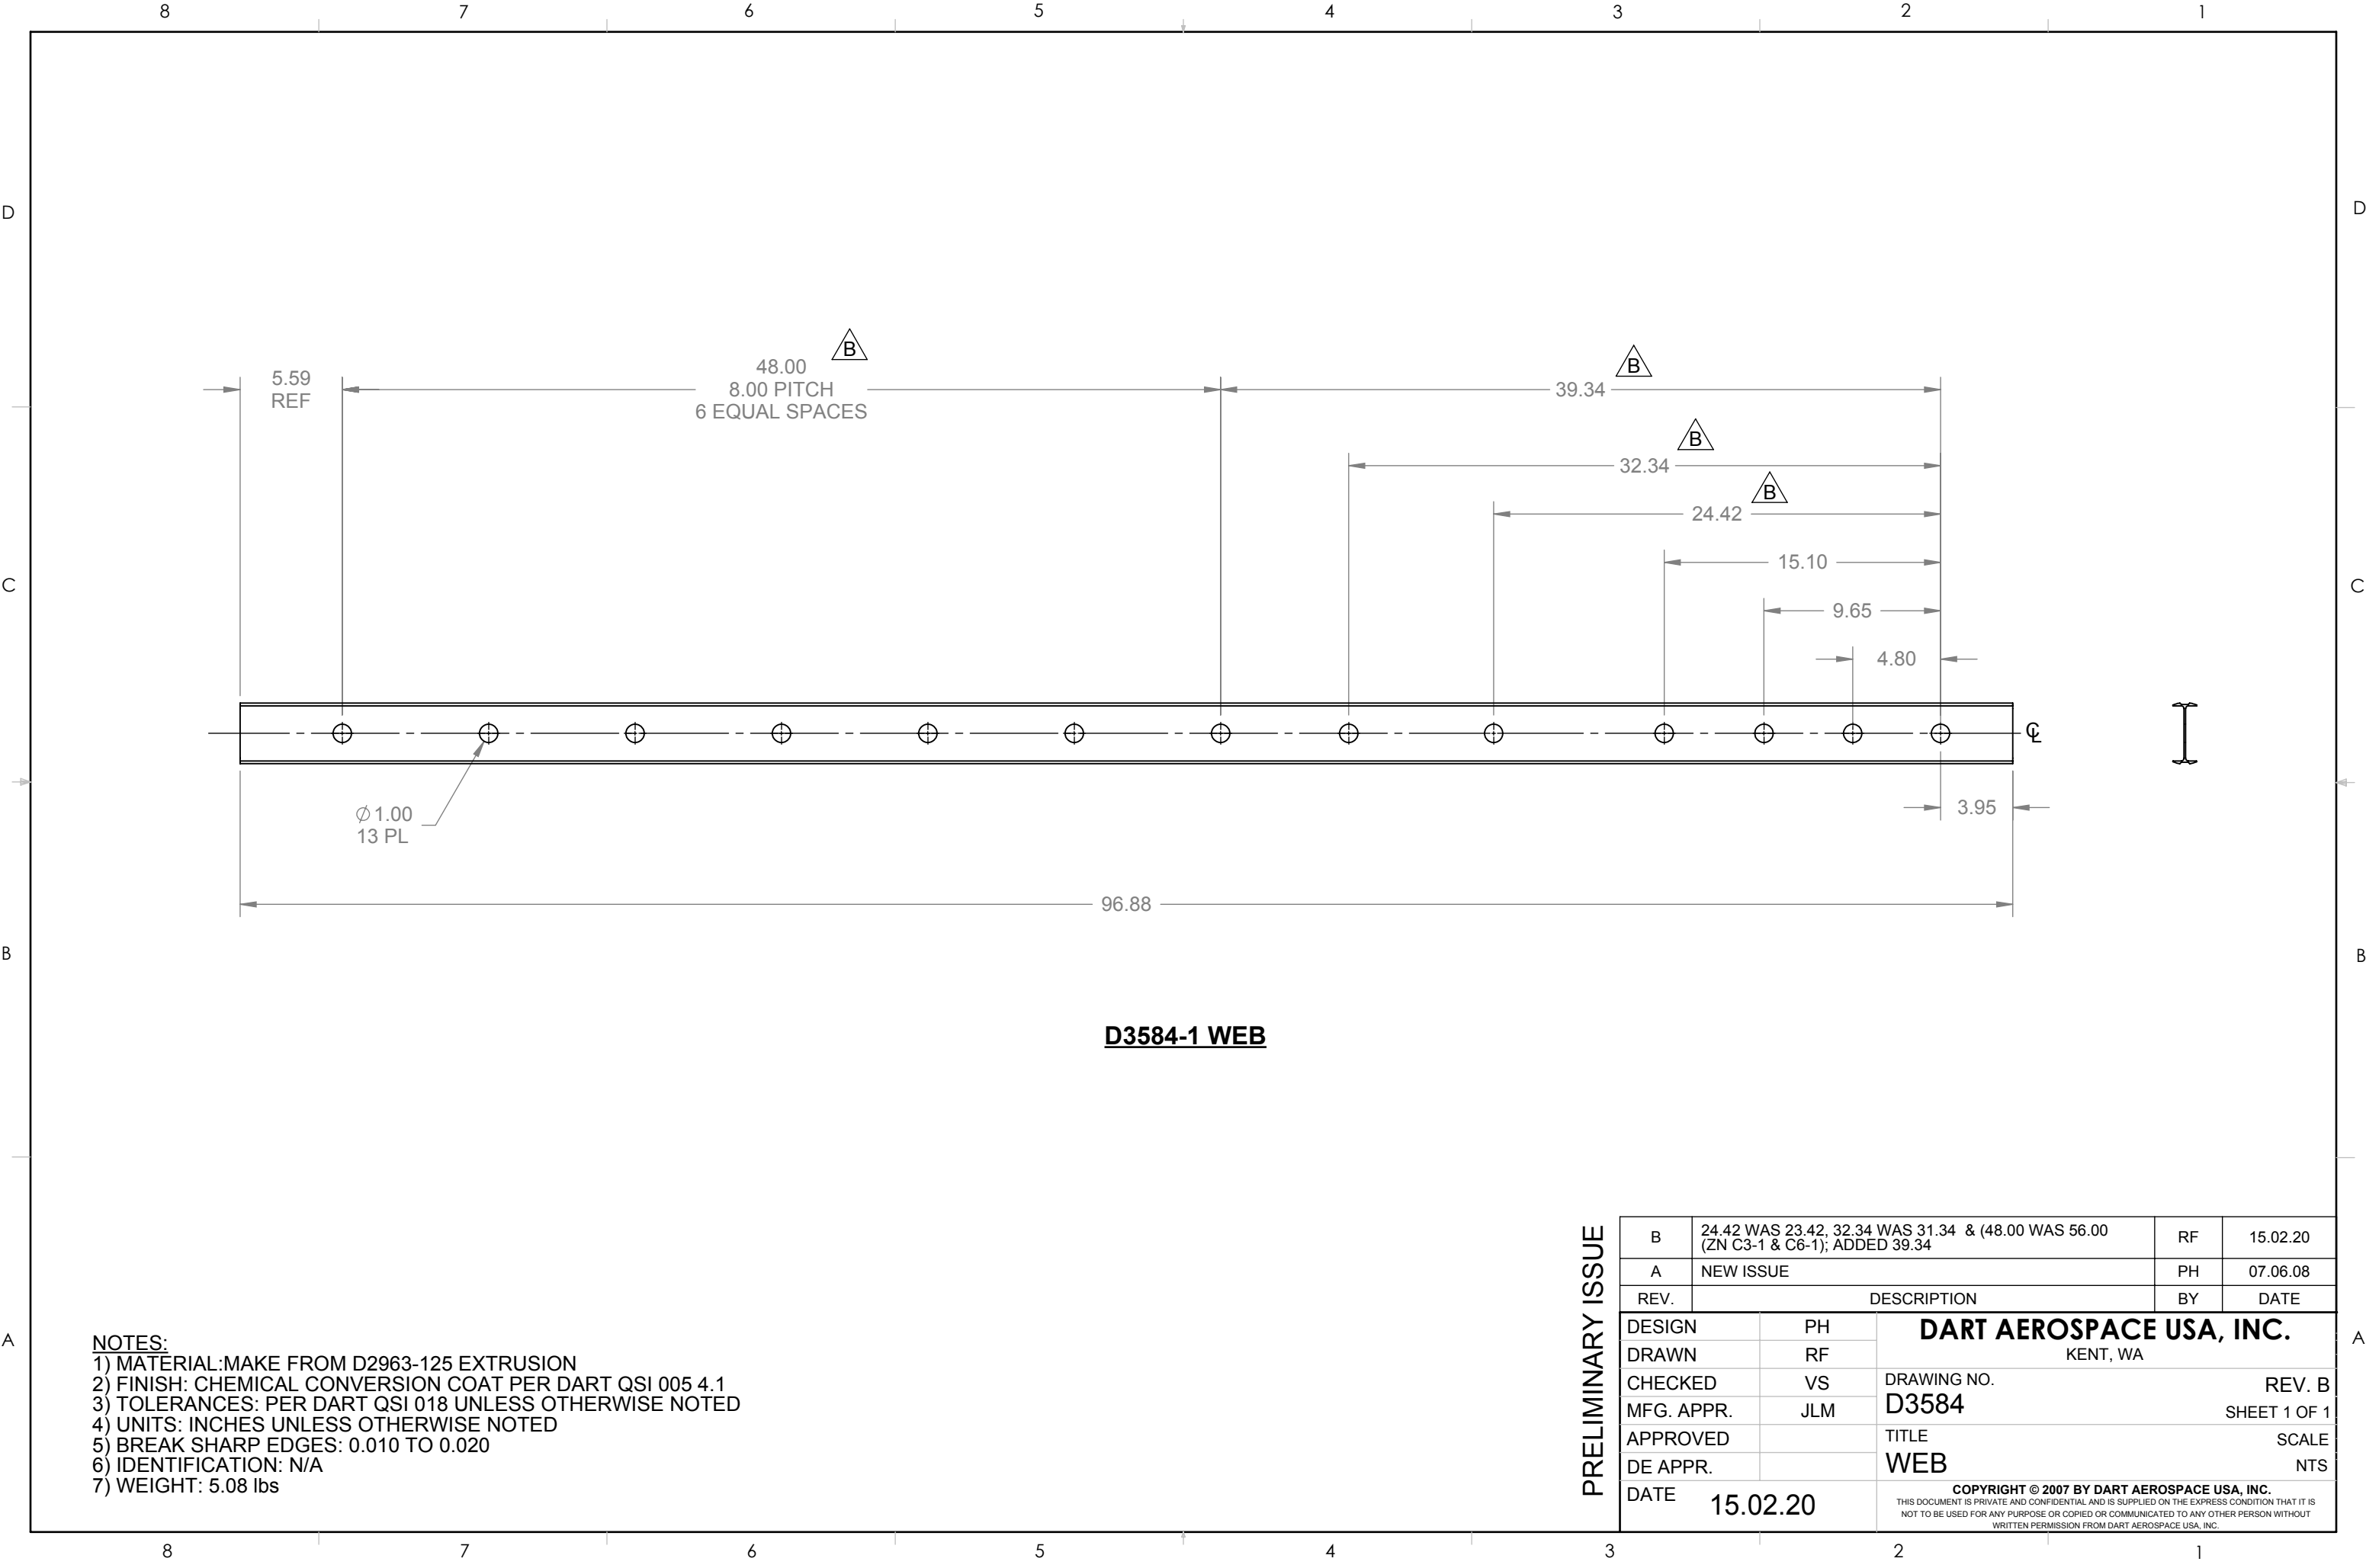 8 7 6 5 4 3 2 1
D D
B
48.00
8.00 PITCH
6 EQUAL SPACES
5.59
REF
B
39.34
B
32.34
B
24.42
15.10
C C
9.65
4.80
℄
Ø1.00
13 PL
3.95
96.88
B B
D3584-1 WEB
A A
NOTES:
1) MATERIAL:MAKE FROM D2963-125 EXTRUSION
2) FINISH: CHEMICAL CONVERSION COAT PER DART QSI 005 4.1
3) TOLERANCES: PER DART QSI 018 UNLESS OTHERWISE NOTED
4) UNITS: INCHES UNLESS OTHERWISE NOTED
5) BREAK SHARP EDGES: 0.010 TO 0.020
6) IDENTIFICATION: N/A
7) WEIGHT: 5.08 lbs
PRELIMINARY ISSUE
B 24.42 WAS 23.42, 32.34 WAS 31.34 & (48.00 WAS 56.00
(ZN C3-1 & C6-1); ADDED 39.34 RF 15.02.20
A NEW ISSUE PH 07.06.08
REV. DESCRIPTION BY DATE
DESIGN PH
DRAWN RF
CHECKED VS
MFG. APPR. JLM
APPROVED
DE APPR.
DATE 15.02.20
DART AEROSPACE USA, INC.
KENT, WA
DRAWING NO. REV. B
D3584 SHEET 1 OF 1
TITLE SCALE
WEB NTS
COPYRIGHT © 2007 BY DART AEROSPACE USA, INC.
THIS DOCUMENT IS PRIVATE AND CONFIDENTIAL AND IS SUPPLIED ON THE EXPRESS CONDITION THAT IT IS
NOT TO BE USED FOR ANY PURPOSE OR COPIED OR COMMUNICATED TO ANY OTHER PERSON WITHOUT
WRITTEN PERMISSION FROM DART AEROSPACE USA, INC.
8 7 6 5 4 3 2 1